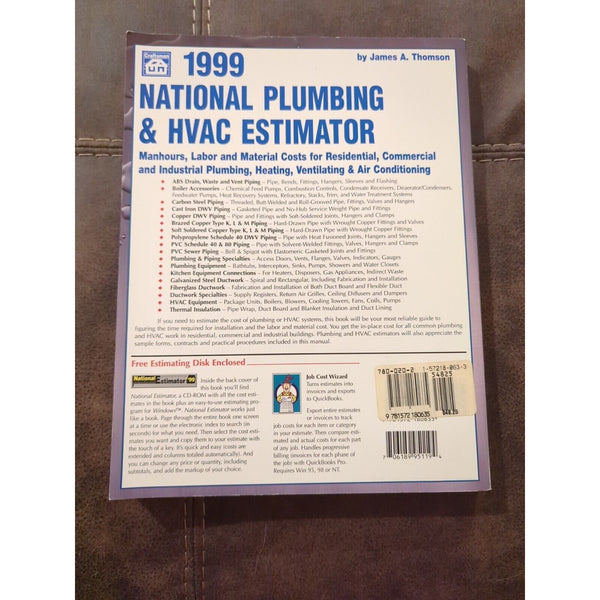 Craftsman
1999
by James A. Thomson
NATIONAL PLUMBING
& HVAC ESTIMATOR
Manhours, Labor and Material Costs for Residential, Commercial
and Industrial Plumbing, Heating, Ventilating & Air Conditioning
ABS Drain, Waste and Vent Piping – Pipe, Bends, Fittings, Hangers, Sleeves and Flashing
Boiler Accessories – Chemical Feed Pumps, Combustion Controls, Condensate Receivers, Deaerator/Condensers,
Feedwater Pumps, Heat Recovery Systems, Refractory, Stacks, Trim, and Water Treatment Systems
Carbon Steel Piping – Threaded, Butt-Welded and Roll-Grooved Pipe, Fittings, Valves and Hangers
Cast Iron DWV Piping – Gasketed Pipe and No-Hub Service Weight Pipe and Fittings
Copper DWV Piping – Pipe and Fittings with Soft-Soldered Joints, Hangers and Clamps
Brazed Copper Type K, L & M Piping – Hard-Drawn Pipe with Wrought Copper Fittings and Valves
Soft Soldered Copper Type K, L & M Piping – Hard-Drawn Pipe with Wrought Copper Fittings
Polypropylene Schedule 40 DWV Piping – Pipe with Heat Fusioned Joints, Hangers and Sleeves
PVC Schedule 40 & 80 Piping – Pipe with Solvent-Welded Fittings, Valves, Hangers and Clamps
PVC Sewer Piping – Bell & Spigot with Elastomeric Gasketed Joints and Fittings
Plumbing & Piping Specialties – Access Doors, Vents, Flanges, Valves, Indicators, Gauges
Plumbing Equipment – Bathtubs, Interceptors, Sinks, Pumps, Showers and Water Closets
Kitchen Equipment Connections – For Heaters, Disposers, Gas Appliances, Indirect Waste
Galvanized Steel Ductwork – Spiral and Rectangular, Including Fabrication and Installation
Fiberglass Ductwork – Fabrication and Installation of Both Duct Board and Flexible Duct
Ductwork Specialties – Supply Registers, Return Air Grilles, Ceiling Diffusers and Dampers
HVAC Equipment – Package Units, Boilers, Blowers, Cooling Towers, Fans, Coils, Pumps
Thermal Insulation – Pipe Wrap, Duct Board and Blanket Insulation and Duct Lining
If you need to estimate the cost of plumbing or HVAC systems, this book will be your most reliable guide to
figuring the time required for installation and the labor and material cost. You get the in-place cost for all common plumbing
and HVAC work in residential, commercial and industrial buildings. Plumbing and HVAC estimators will also appreciate the
sample forms, contracts and practical procedures included in this manual.
Free Estimating Disk Enclosed
National Estimator '99
Inside the back cover of
this book you'll find
National Estimator, a CD-ROM with all the cost esti-
mates in the book plus an easy-to-use estimating pro-
gram for Windows™. National Estimator works just
like a book. Page through the entire book one screen
at a time or use the electronic index to search (in
seconds) for what you need. Then select the cost esti-
mates you want and copy them to your estimate with
the touch of a key. It's quick and easy (costs are
extended and columns totaled automatically). And
you can change any price or quantity, including
subtotals, and add the markup of your choice.
Job Cost Wizard
Turns estimates into
invoices and exports
to QuickBooks.
Export entire estimates
or invoices to track
job costs for each item or category
in your estimate. Then compare esti-
mated and actual costs for each part
of any job. Handles progressive
billing invoices for each phase of
the job with QuickBooks Pro.
Requires Win 95, 98 or NT.
780-020-0 1-57218-063-3
54825
9 781572 180635
$48.25
7 06189 95119 4